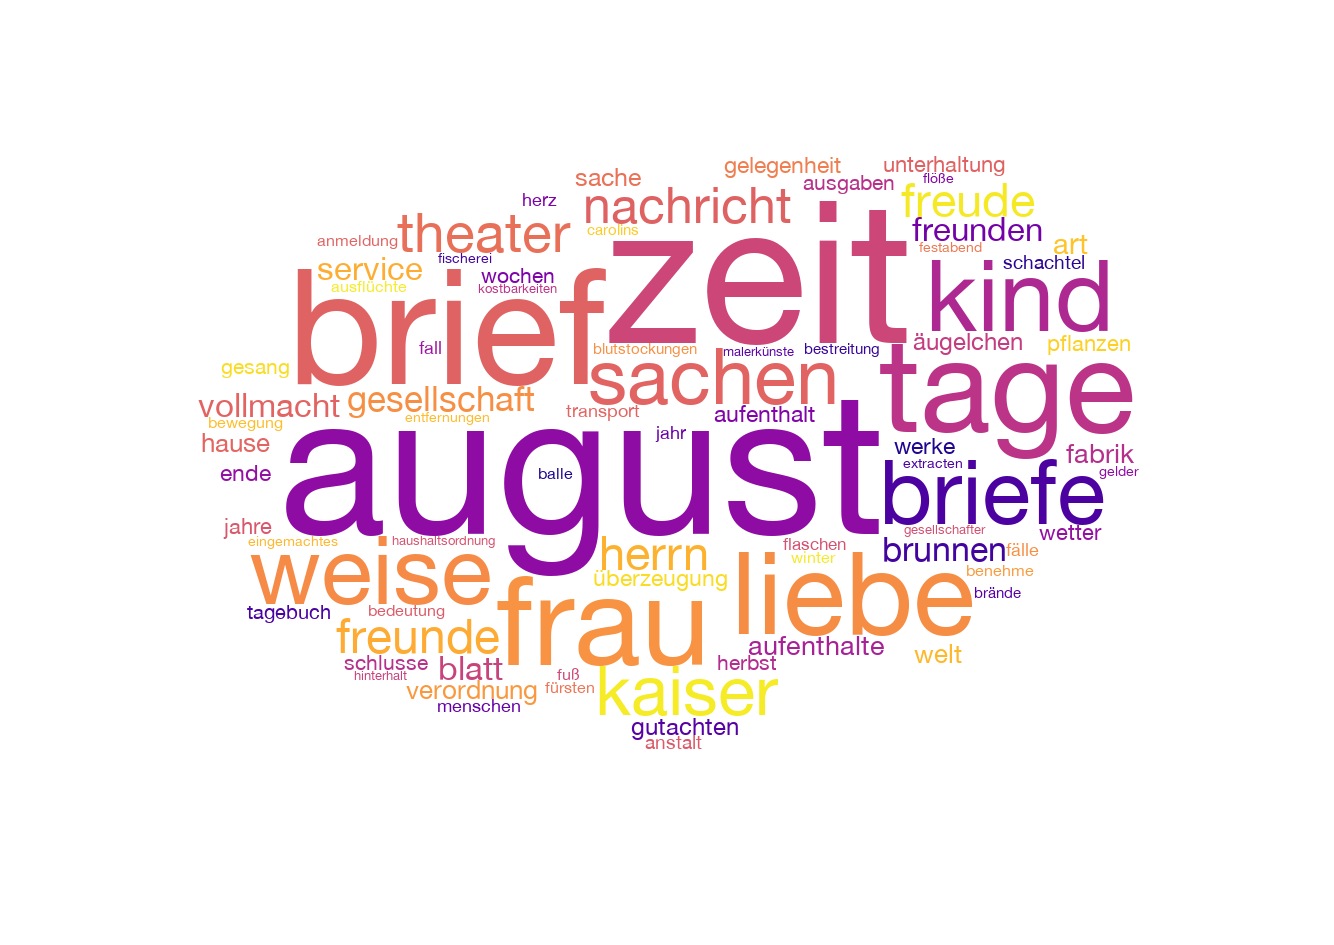 gelegenheit unterhaltung
sache ausgaben flöße
herz nachricht freude
theater carolins freunden
anmeldung zeit festabend art
fischerei schachtel
service wochen brief kind
ausflüchte kostbarkeiten
fall blutstockungen malerkünste bestreitung äugelchen pflanzen
gesang sachen tage
vollmacht gesellschaft transport aufenthalt
bewegung entfernungen
hause jahr werke fabrik
ende balle august extracten gelder
briefe
jahre gesellschafter wetter
eingemachtes haushaltsordnung flaschen brunnen fälle
weise herrn winter
überzeugung liebe benehme
tagebuch bedeutung brände
freunde frau aufenthalte welt
schlusse blatt herbst
hinterhalt fuß
verordnung fürsten kaiser
menschen
gutachten
anstalt